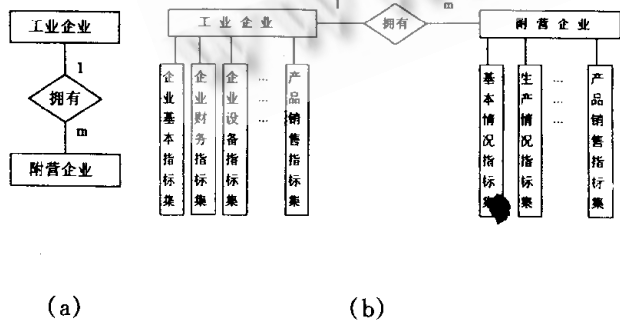 工业企业
1
拥有
m
附营企业
(a)
工业企业
1
拥有
m
附营企业
企业基本指标集
企业财务指标集
企业设备指标集
...
...
产品销售指标集
基本情况指标集
生产情况指标集
...
...
产品销售指标集
(b)